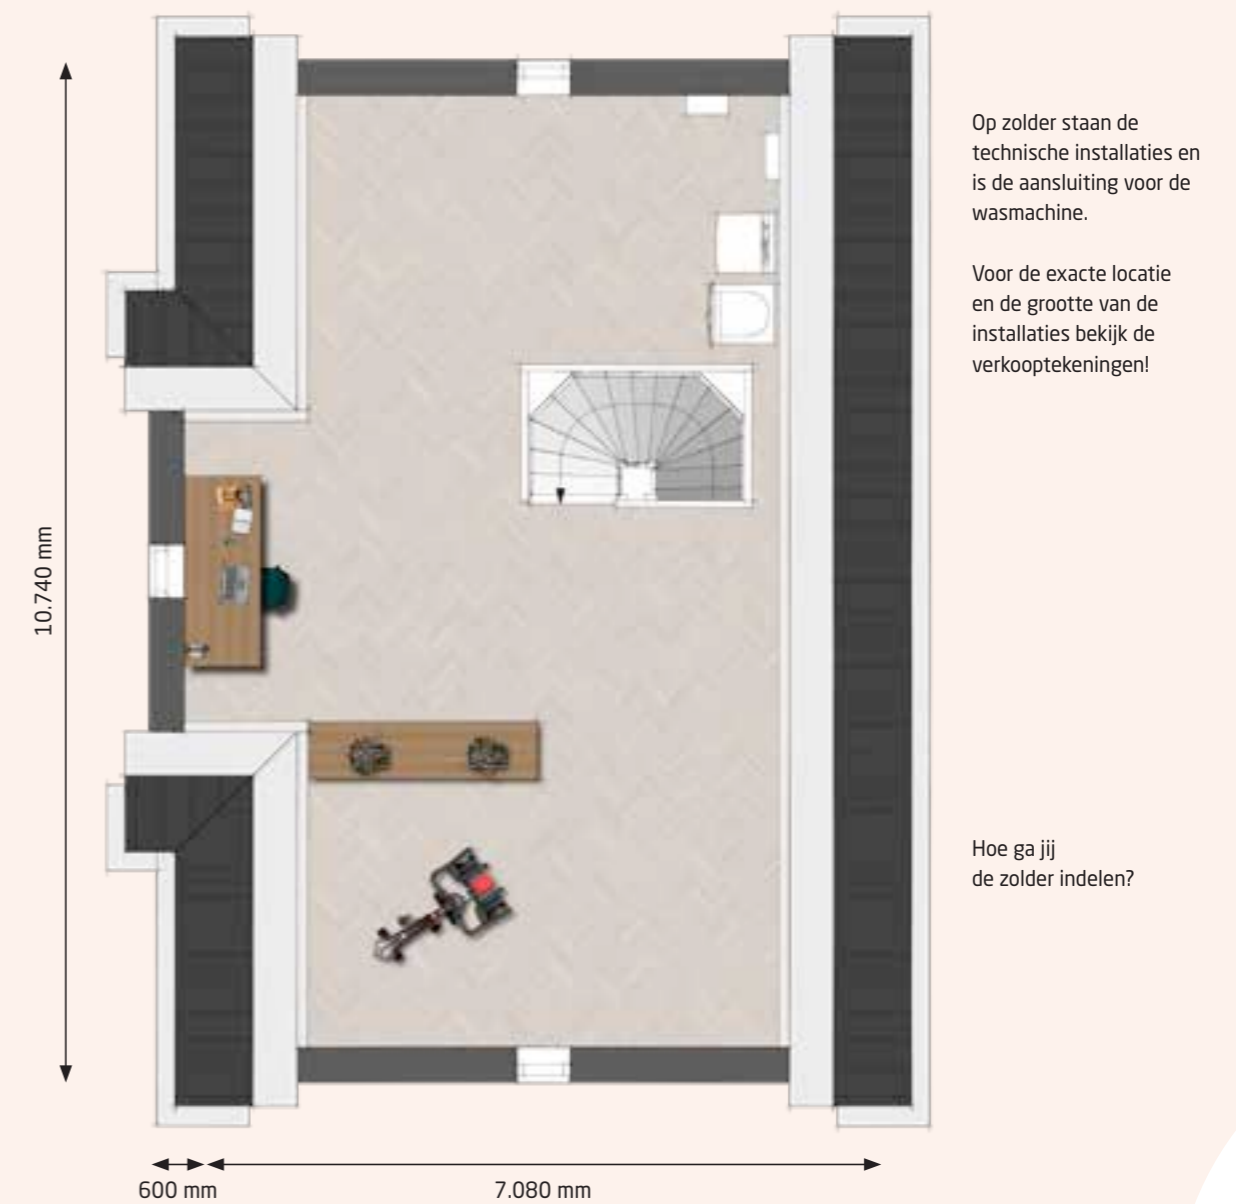 Op zolder staan de
technische installaties en
is de aansluiting voor de
wasmachine.
Voor de exacte locatie
en de grootte van de
installaties bekijk de
verkooptekeningen!
10.740 mm
Hoe ga jij
de zolder indelen?
600 mm
7.080 mm